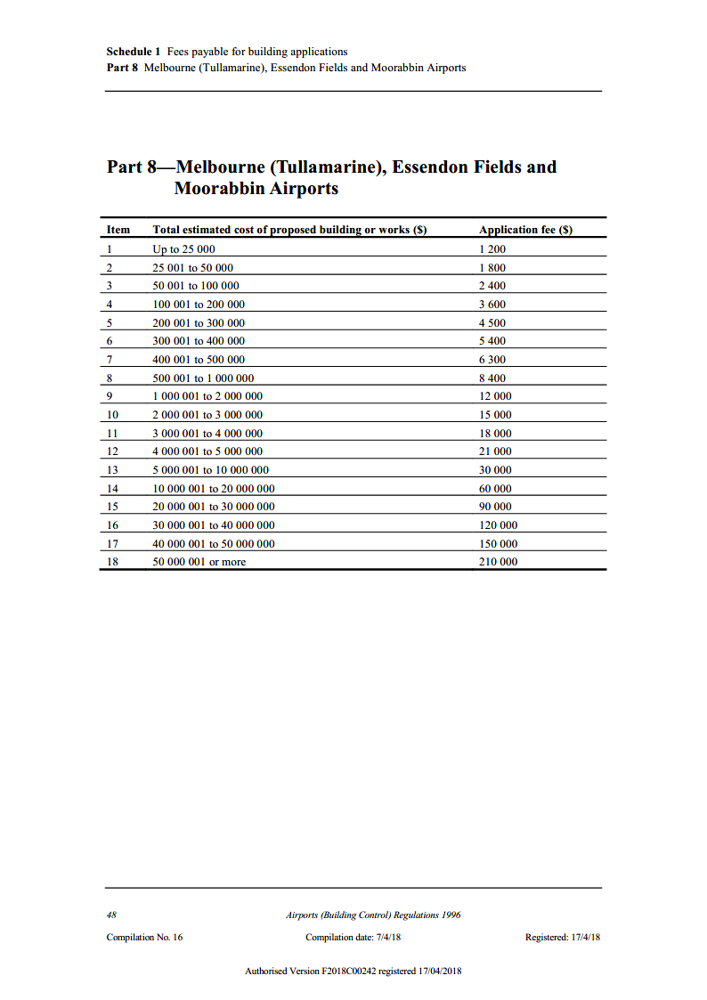 Schedule 1 Fees payable for building applications
Part 8 Melbourne (Tullamarine), Essendon Fields and Moorabbin Airports
Part 8—Melbourne (Tullamarine), Essendon Fields and
Moorabbin Airports
Item Total estimated cost of proposed building or works ($) Application fee ($)
1 Up to 25 000 1 200
2 25 001 to 50 000 1 800
3 50 001 to 100 000 2 400
4 100 001 to 200 000 3 600
5 200 001 to 300 000 4 500
6 300 001 to 400 000 5 400
7 400 001 to 500 000 6 300
8 500 001 to 1 000 000 8 400
9 1 000 001 to 2 000 000 12 000
10 2 000 001 to 3 000 000 15 000
11 3 000 001 to 4 000 000 18 000
12 4 000 001 to 5 000 000 21 000
13 5 000 001 to 10 000 000 30 000
14 10 000 001 to 20 000 000 60 000
15 20 000 001 to 30 000 000 90 000
16 30 000 001 to 40 000 000 120 000
17 40 000 001 to 50 000 000 150 000
18 50 000 001 or more 210 000
48 Airports (Building Control) Regulations 1996
Compilation No. 16 Compilation date: 7/4/18 Registered: 17/4/18
Authorised Version F2018C00242 registered 17/04/2018